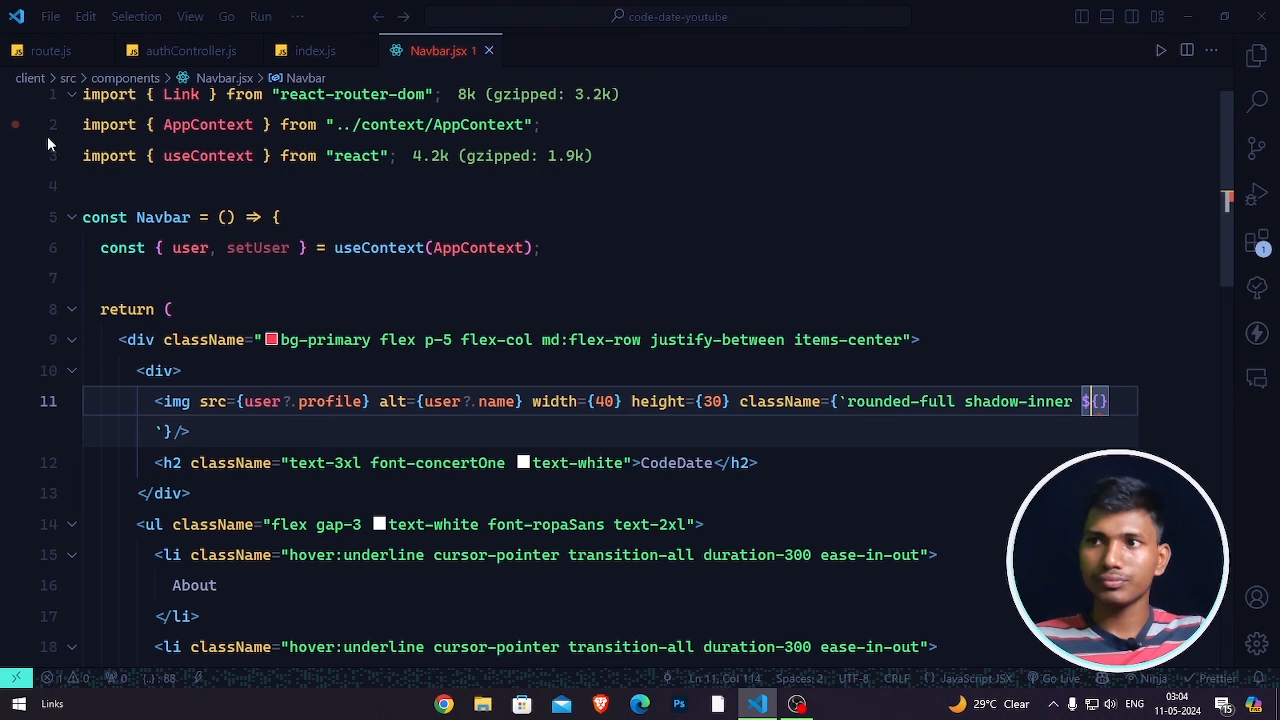 File Edit Selection View Go Run ··· code-date-youtube
route.js authController.js index.js Navbar.jsx 1
client > src > components > Navbar.jsx > Navbar
1 import { Link } from "react-router-dom"; 8k (gzipped: 3.2k)
2 import { AppContext } from "../context/AppContext";
3 import { useContext } from "react"; 4.2k (gzipped: 1.9k)
4
5 const Navbar = () => {
6 const { user, setUser } = useContext(AppContext);
7
8 return (
9 <div className="bg-primary flex p-5 flex-col md:flex-row justify-between items-center">
10 <div>
11 <img src={user?.profile} alt={user?.name} width={40} height={30} className={`rounded-full shadow-inner ${}
`}/>
12 <h2 className="text-3xl font-concertOne text-white">CodeDate</h2>
13 </div>
14 <ul className="flex gap-3 text-white font-ropaSans text-2xl">
15 <li className="hover:underline cursor-pointer transition-all duration-300 ease-in-out">
16 About
17 </li>
18 <li className="hover:underline cursor-pointer transition-all duration-300 ease-in-out">
1 0 0 {..}: 88 Ln 11, Col 114 Spaces: 2 UTF-8 CRLF {} JavaScript JSX Go Live Ninja Prettier
Links 29°C Clear ENG 03:04
11-05-2024
1
2